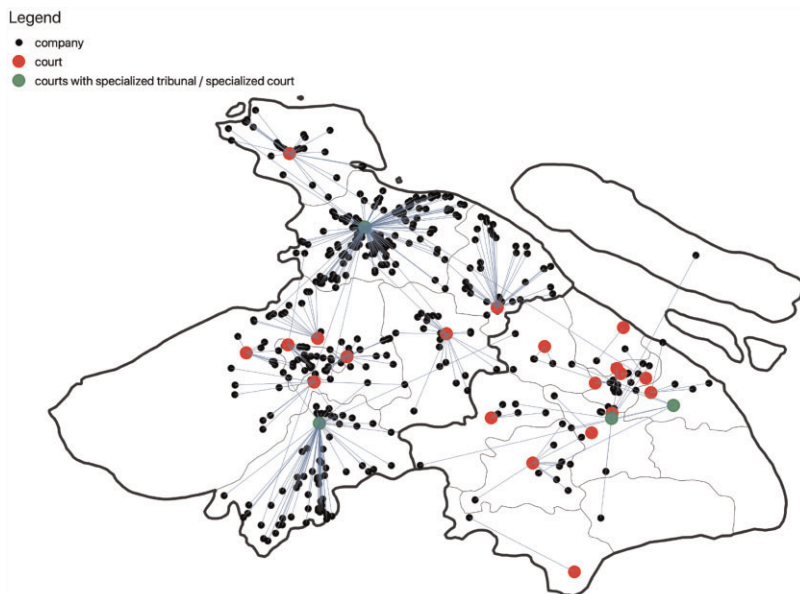 Legend
company
court
courts with specialized tribunal / specialized court